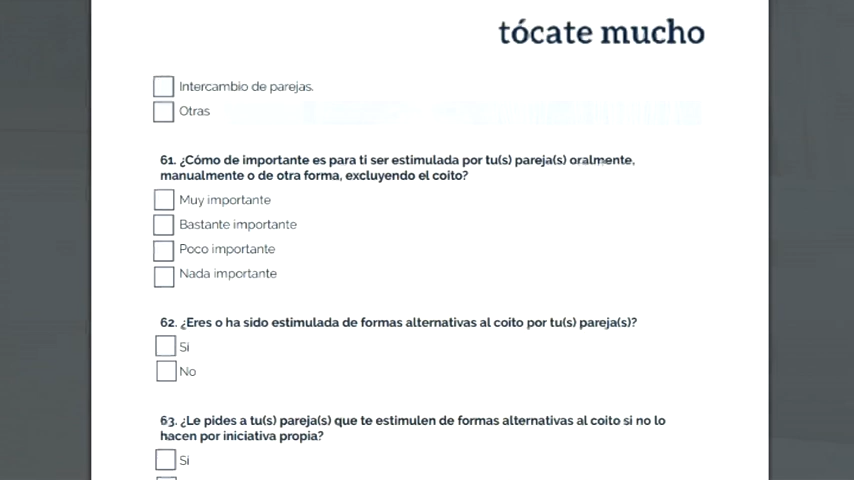 tócate mucho
Intercambio de parejas.
Otras
61. ¿Cómo de importante es para ti ser estimulada por tu(s) pareja(s) oralmente,
manualmente o de otra forma, excluyendo el coito?
Muy importante
Bastante importante
Poco importante
Nada importante
62. ¿Eres o ha sido estimulada de formas alternativas al coito por tu(s) pareja(s)?
Si
No
63. ¿Le pides a tu(s) pareja(s) que te estimulen de formas alternativas al coito si no lo
hacen por iniciativa propia?
Si